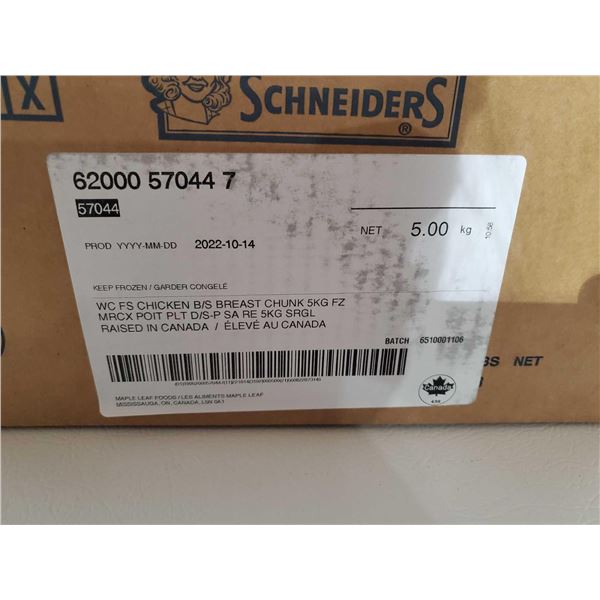 X
SCHNEIDERS
®
62000 57044 7
57044
NET 5.00 kg
10:58
PROD YYYY-MM-DD 2022-10-14
KEEP FROZEN / GARDER CONGELÉ
WC FS CHICKEN B/S BREAST CHUNK 5KG FZ
MRCX POIT PLT D/S-P SA RE 5KG SRGL
RAISED IN CANADA / ÉLEVÉ AU CANADA
BATCH 6510001106
BS NET
Canada
MAPLE LEAF FOODS / LES ALIMENTS MAPLE LEAF
MISSISSAUGA, ON, CANADA, L5N 0A1